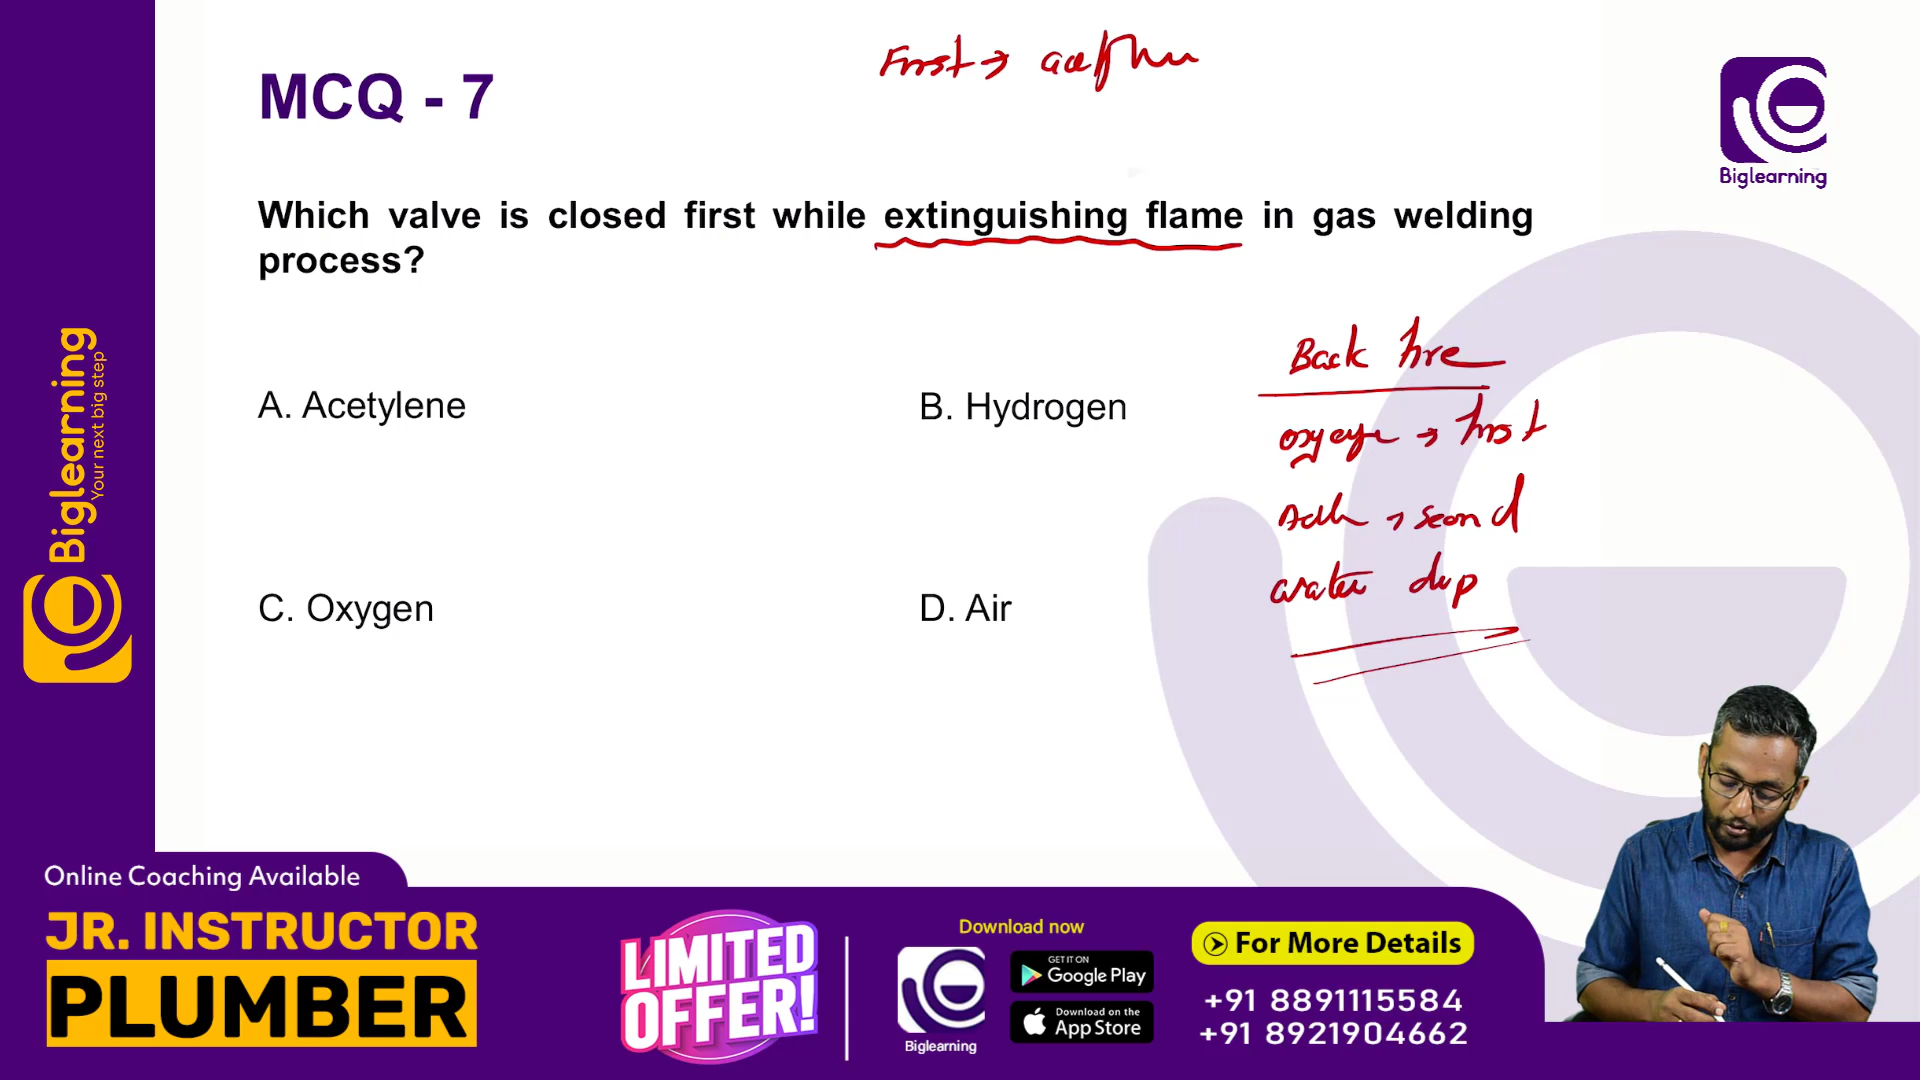 First →
MCQ - 7
Biglearning
Which valve is closed first while extinguishing flame in gas welding
process?
Back fire
A. Acetylene
B. Hydrogen
→ first
→ second
water dip
C. Oxygen
D. Air
Biglearning
Your next big step
Online Coaching Available
JR. INSTRUCTOR
PLUMBER
LIMITED
OFFER!
Download now
Biglearning
GET IT ON
Google Play
Download on the
App Store
For More Details
+91 8891115584
+91 8921904662